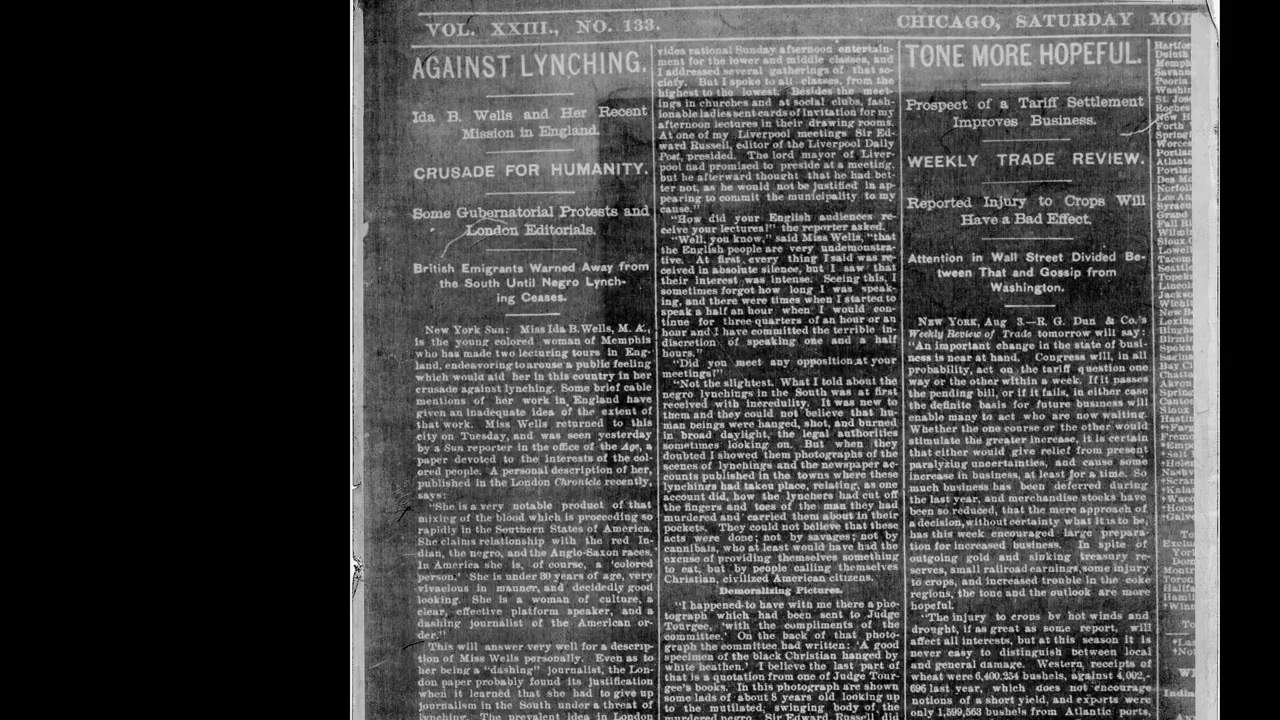 VOL. XXIII., NO. 133.
CHICAGO, SATURDAY
AGAINST LYNCHING.
Ida B. Wells and Her Recent
Mission in England.
CRUSADE FOR HUMANITY.
Some Gubernatorial Protests and
London Editorials.
British Emigrants Warned Away from
the South Until Negro Lynch-
ing Ceases.
New York Sun: Miss Ida B. Wells, M. A.,
is the young colored woman of Memphis
who has made two lecturing tours in Eng-
land, endeavoring to arouse a public feeling
which would aid her in this country in her
crusade against lynching. Some brief cable
mentions of her work in England have
given an inadequate idea of the extent of
that work. Miss Wells returned to this
city on Tuesday, and was seen yesterday
by a Sun reporter in the office of the Age, a
paper devoted to the interests of the col-
ored people. A personal description of her,
published in the London Chronicle recently,
says:
"She is a very notable product of that
mixing of the blood which is proceeding so
rapidly in the Southern States of America.
She claims relationship with the red In-
dian, the negro, and the Anglo-Saxon races.
In America she is, of course, a 'colored
person.' She is under 30 years of age, very
vivacious in manner, and decidedly good
looking. She is a woman of culture, a
clear, effective platform speaker, and a
dashing journalist of the American or-
der."
This will answer very well for a descrip-
tion of Miss Wells personally. Even as to
her being a "dashing" journalist, the Lon-
don paper probably found its justification
when it learned that she had to give up
journalism in the South under a threat of
lynching. The prevalent idea in London
rides rational Sunday afternoon entertain-
ment for the lower and middle classes, and
I addressed several gatherings of that so-
ciety. But I spoke to all classes, from the
highest to the lowest. Besides the meet-
ings in churches and at social clubs, fash-
ionable ladies sent cards of invitation for my
afternoon lectures in their drawing rooms.
At one of my Liverpool meetings Sir Ed-
ward Russell, editor of the Liverpool Daily
Post, presided. The lord mayor of Liver-
pool had promised to preside at a meeting,
but he afterward thought that he had bet-
ter not, as he would not be justified in ap-
pearing to commit the municipality to my
cause."
"How did your English audiences re-
ceive your lectures?" the reporter asked.
"Well, you know," said Miss Wells, "that
the English people are very undemonstra-
tive. At first every thing I said was re-
ceived in absolute silence, but I saw that
their interest was intense. Seeing this, I
sometimes forgot how long I was speak-
ing, and there were times when I started to
speak a half an hour when I would con-
tinue for three-quarters of an hour or an
hour and I have committed the terrible in-
discretion of speaking one and a half
hours."
"Did you meet any opposition at your
meetings?"
"Not the slightest. What I told about the
negro lynchings in the South was at first
received with incredulity. It was new to
them and they could not believe that hu-
man beings were hanged, shot, and burned
in broad daylight, the legal authorities
sometimes looking on. But when they
doubted I showed them photographs of the
scenes of lynchings and the newspaper ac-
counts published in the towns where these
lynchings had taken place, relating, as one
account did, how the lynchers had cut off
the fingers and toes of the man they had
murdered and carried them about in their
pockets. They could not believe that these
acts were done; not by savages; not by
cannibals, who at least would have had the
excuse of providing themselves something
to eat, but by people calling themselves
Christian, civilized American citizens.
Demoralizing Pictures.
"I happened to have with me there a pho-
tograph which had been sent to Judge
Tourgee, 'with the compliments of the
committee.' On the back of that photo-
graph the committee had written: 'A good
specimen of the black Christian hanged by
white heathen.' I believe the last part of
that is a quotation from one of Judge Tour-
gee's books. In this photograph are shown
some lads of about 8 years old looking up
to the mutilated, swinging body of the
murdered negro. Sir Edward Russell did
TONE MORE HOPEFUL.
Prospect of a Tariff Settlement
Improves Business.
WEEKLY TRADE REVIEW.
Reported Injury to Crops Will
Have a Bad Effect.
Attention in Wall Street Divided Be-
tween That and Gossip from
Washington.
NEW YORK, Aug 3.—R. G. Dun & Co.'s
Weekly Review of Trade tomorrow will say:
"An important change in the state of busi-
ness is near at hand. Congress will, in all
probability, act on the tariff question one
way or the other within a week. If it passes
the pending bill, or if it fails, in either case
the definite basis for future business will
enable many to act who are now waiting.
Whether the one course or the other would
stimulate the greater increase, it is certain
that either would give relief from present
paralyzing uncertainties, and cause some
increase in business, at least for a time. So
much business has been deferred during
the last year, and merchandise stocks have
been so reduced, that the mere approach of
a decision, without certainty what it is to be,
has this week encouraged large prepara-
tion for increased business. In spite of
outgoing gold and sinking treasury re-
serves, small railroad earnings, some injury
to crops, and increased trouble in the coke
regions, the tone and the outlook are more
hopeful.
"The injury to crops by hot winds and
drought, if as great as some report, will
affect all interests, but at this season it is
never easy to distinguish between local
and general damage. Western receipts of
wheat were 6,400,254 bushels, against 4,002,-
696 last year, which does not encourage
notions of a short yield, and exports were
only 1,599,563 bushels from Atlantic ports,